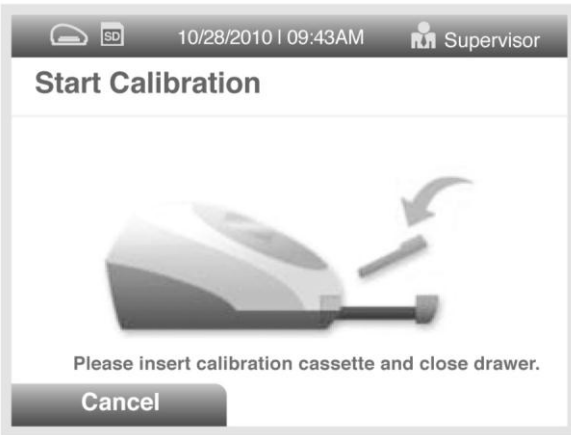 SD 10/28/2010 | 09:43AM Supervisor
Start Calibration
Please insert calibration cassette and close drawer.
Cancel